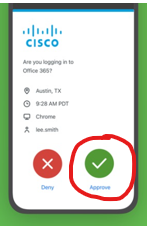 CISCO
Are you logging in to
Office 365?
Austin, TX
9:28 AM PDT
Chrome
lee.smith
Deny
Approve